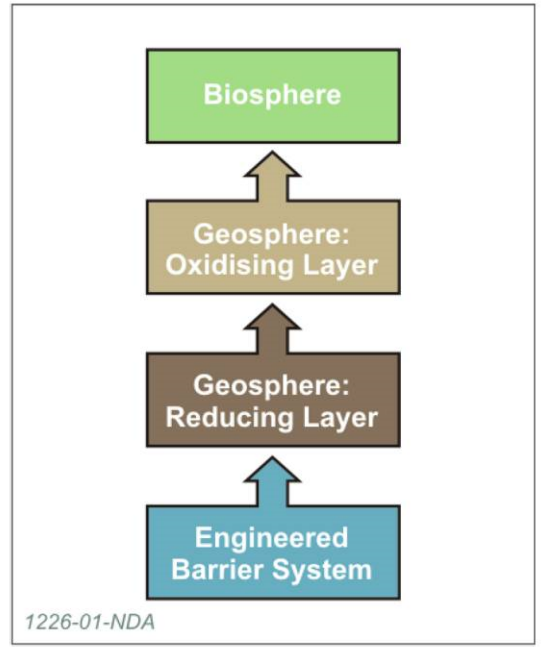 Biosphere
Geosphere:
Oxidising Layer
Geosphere:
Reducing Layer
Engineered
Barrier System
1226-01-NDA